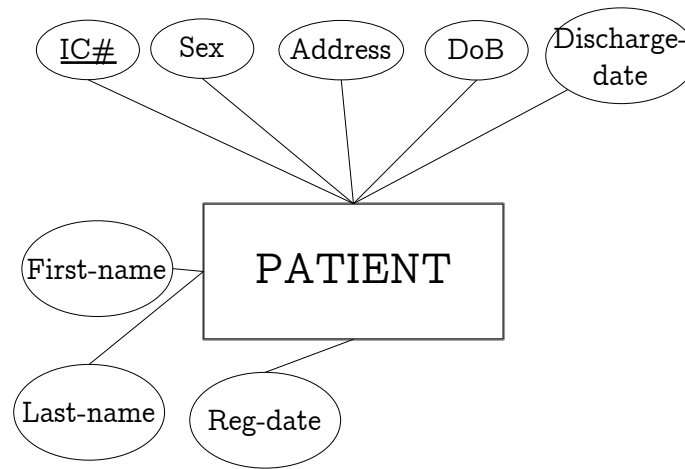 IC#
Sex
Address
DoB
Discharge-
date
First-name
PATIENT
Last-name
Reg-date